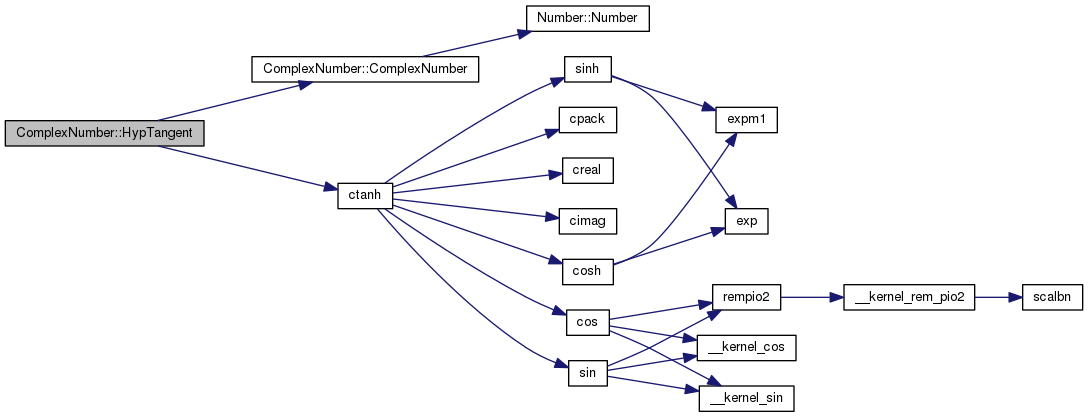 Number::Number
ComplexNumber::ComplexNumber
sinh
ComplexNumber::HypTangent
cpack
expm1
creal
ctanh
cimag
exp
cosh
rempio2
__kernel_rem_pio2
scalbn
cos
__kernel_cos
sin
__kernel_sin